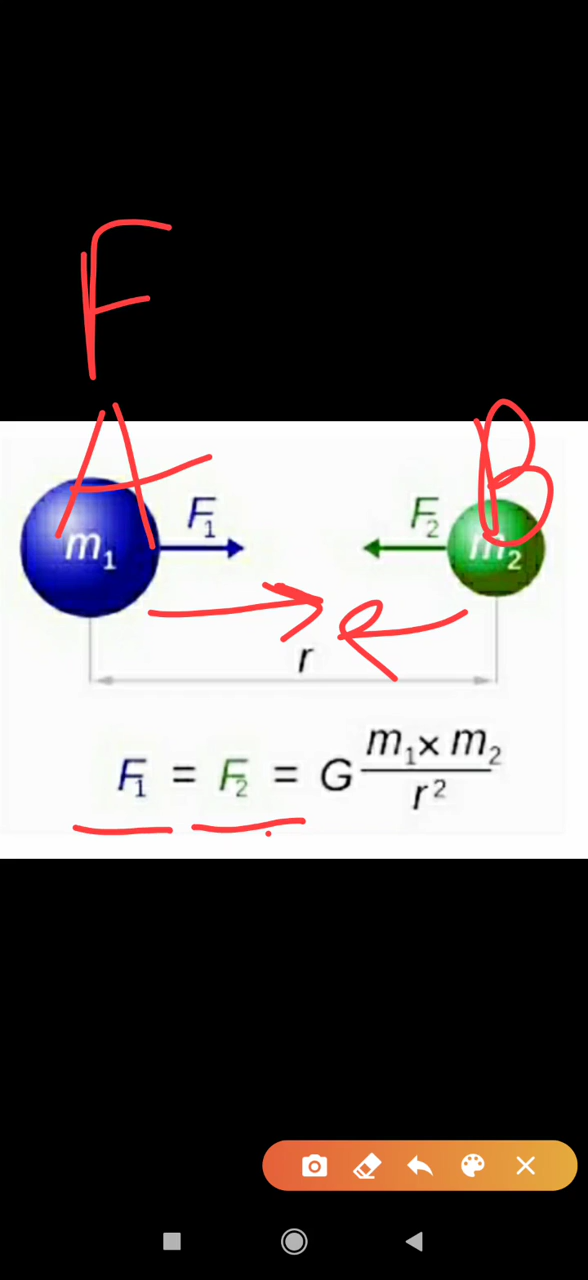 F
A B
m₁ F₁ F₂ m₂
r
F₁ = F₂ = G m₁ × m₂ / r²